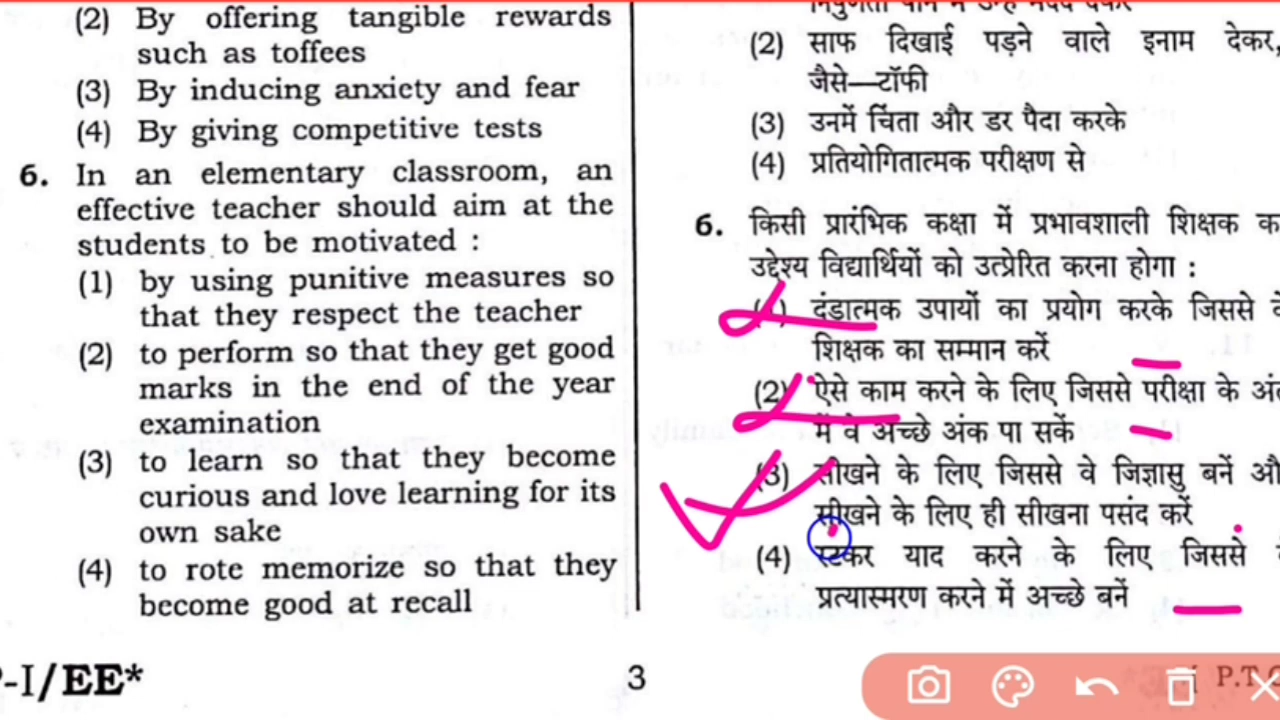 (2) By offering tangible rewards
such as toffees
(3) By inducing anxiety and fear
(4) By giving competitive tests
6. In an elementary classroom, an
effective teacher should aim at the
students to be motivated :
(1) by using punitive measures so
that they respect the teacher
(2) to perform so that they get good
marks in the end of the year
examination
(3) to learn so that they become
curious and love learning for its
own sake
(4) to rote memorize so that they
become good at recall
(2) साफ दिखाई पड़ने वाले इनाम देकर,
जैसे—टॉफी
(3) उनमें चिंता और डर पैदा करके
(4) प्रतियोगितात्मक परीक्षण से
6. किसी प्रारंभिक कक्षा में प्रभावशाली शिक्षक
उद्देश्य विद्यार्थियों को उत्प्रेरित करना होगा :
दंडात्मक उपायों का प्रयोग करके जिससे
शिक्षक का सम्मान करें
(2) ऐसे काम करने के लिए जिससे परीक्षा के
में वे अच्छे अंक पा सकें
(3) सीखने के लिए जिससे वे जिज्ञासु बनें
सीखने के लिए ही सीखना पसंद करें
(4) रटकर याद करने के लिए जिससे
प्रत्यास्मरण करने में अच्छे बनें
-I/EE*
3
P.T.